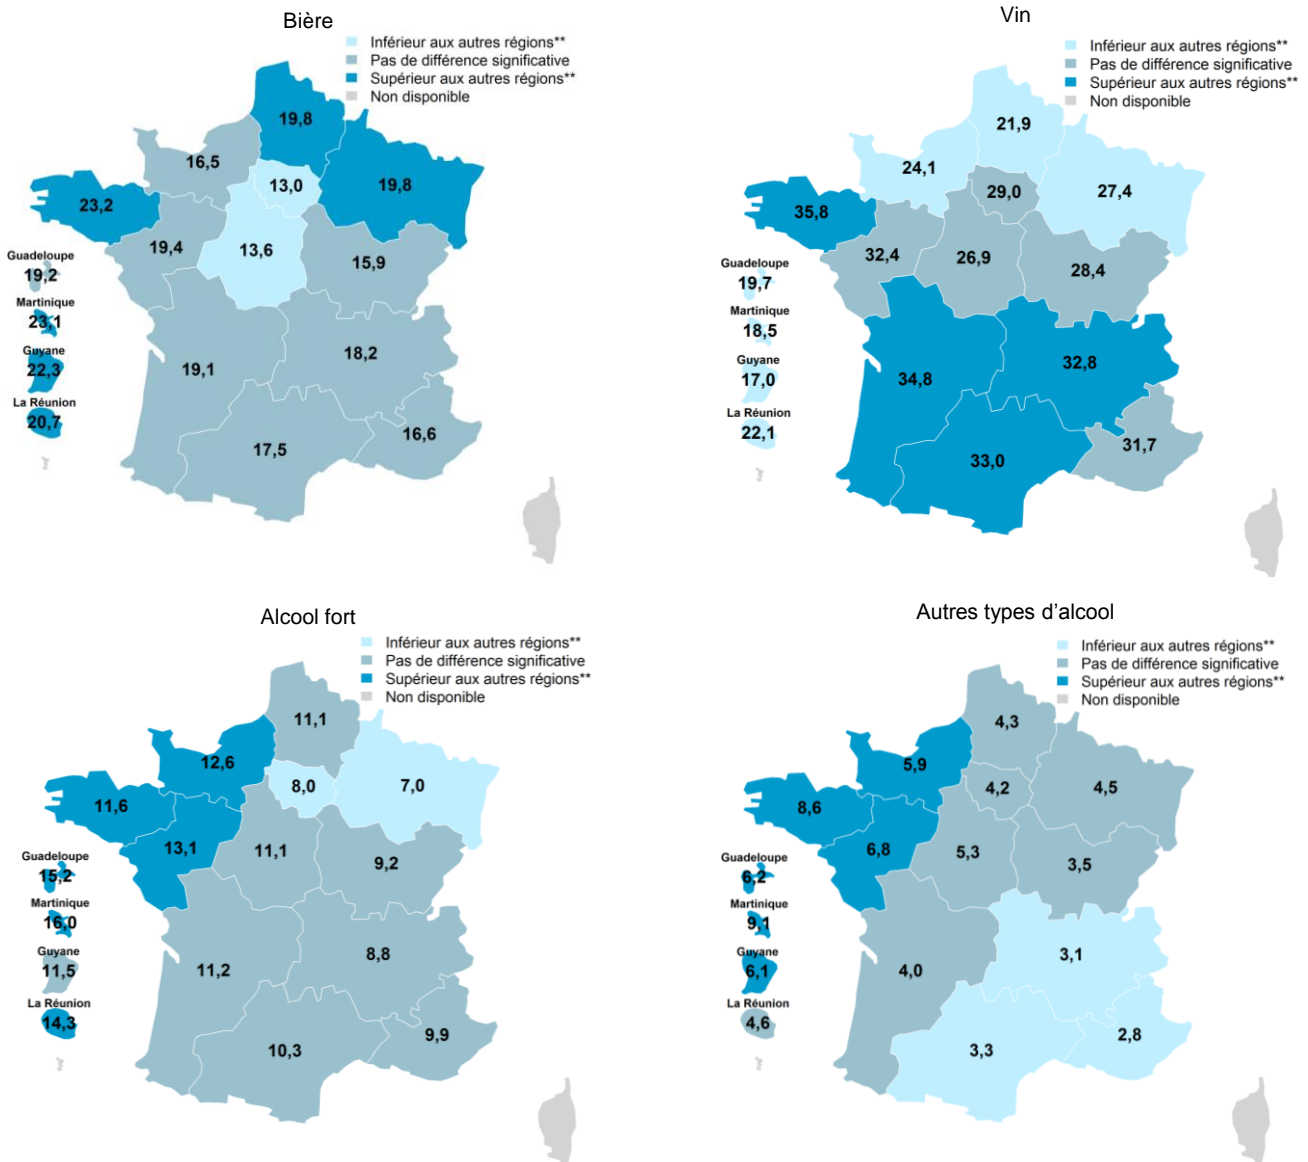 Bière
Inférieur aux autres régions**
Pas de différence significative
Supérieur aux autres régions**
Non disponible
19,8
16,5
13,0
19,8
23,2
19,4
13,6
15,9
Guadeloupe
19,2
Martinique
23,1
Guyane
22,3
La Réunion
20,7
18,2
19,1
16,6
17,5
Vin
Inférieur aux autres régions**
Pas de différence significative
Supérieur aux autres régions**
Non disponible
21,9
24,1
29,0
27,4
35,8
32,4
26,9
28,4
Guadeloupe
19,7
Martinique
18,5
Guyane
17,0
La Réunion
22,1
32,8
34,8
31,7
33,0
Alcool fort
Inférieur aux autres régions**
Pas de différence significative
Supérieur aux autres régions**
Non disponible
11,1
12,6
8,0
7,0
11,6
13,1
11,1
9,2
Guadeloupe
15,2
Martinique
16,0
Guyane
11,5
La Réunion
14,3
8,8
11,2
9,9
10,3
Autres types d'alcool
Inférieur aux autres régions**
Pas de différence significative
Supérieur aux autres régions**
Non disponible
4,3
5,9
4,2
4,5
8,6
6,8
5,3
3,5
Guadeloupe
6,2
Martinique
9,1
Guyane
6,1
La Réunion
4,6
3,1
4,0
2,8
3,3